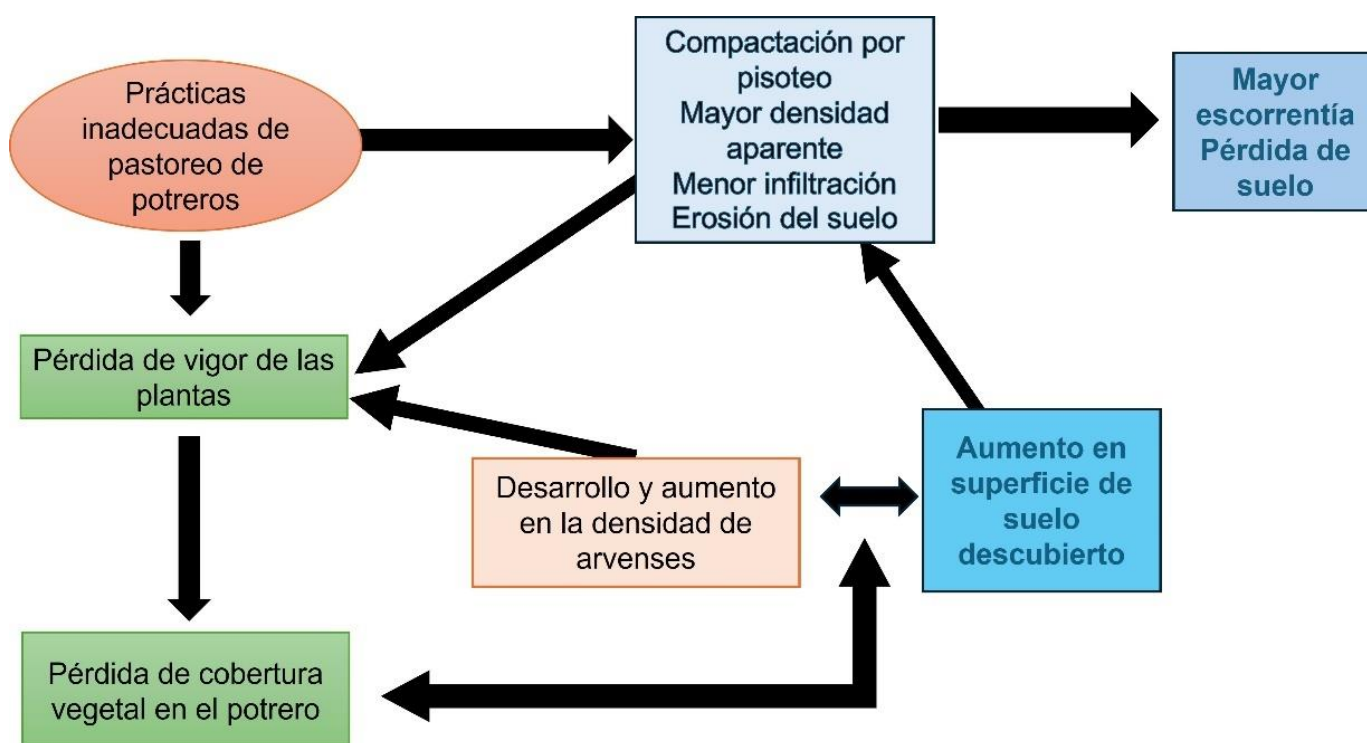 Prácticas
inadecuadas de
pastoreo de
potreros
Compactación por
pisoteo
Mayor densidad
aparente
Menor infiltración
Erosión del suelo
Mayor
escorrentía
Pérdida de
suelo
Pérdida de vigor de las
plantas
Desarrollo y aumento
en la densidad de
arvenses
Aumento en
superficie de
suelo
descubierto
Pérdida de cobertura
vegetal en el potrero